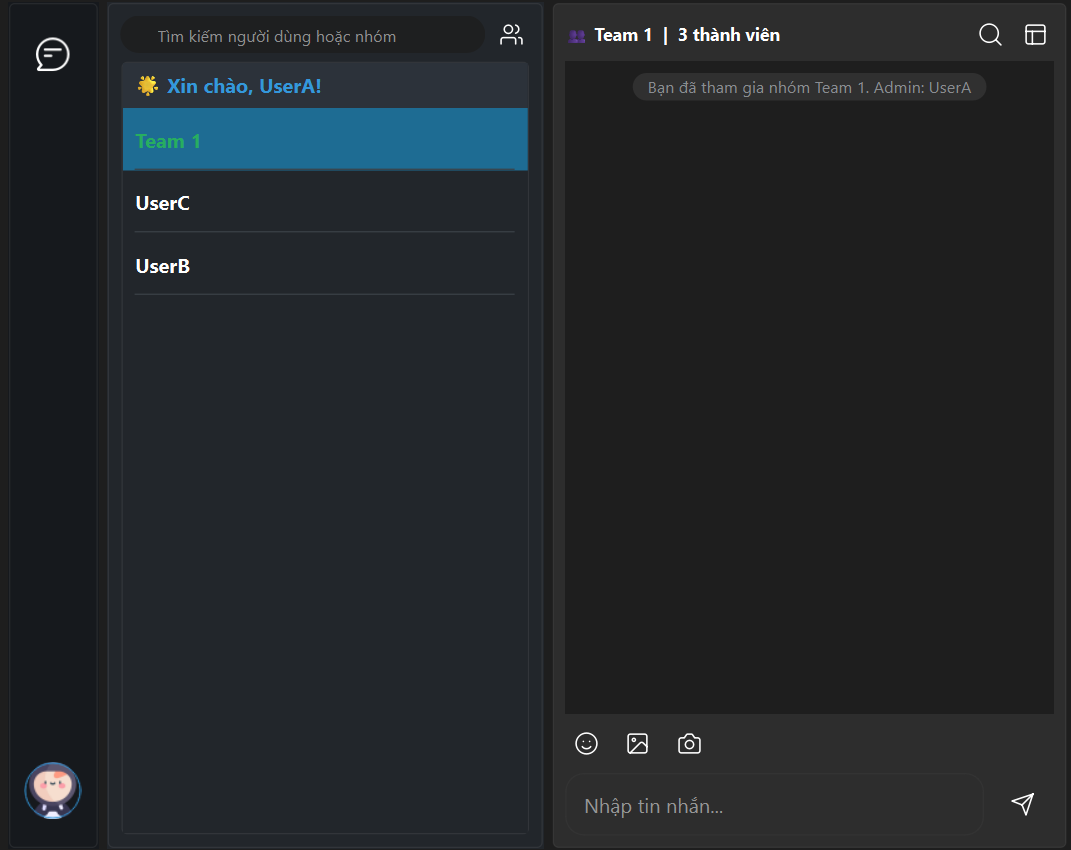 Tìm kiếm người dùng hoặc nhóm
🌟 Xin chào, UserA!
Team 1
UserC
UserB
👥 Team 1 | 3 thành viên
Bạn đã tham gia nhóm Team 1. Admin: UserA
Nhập tin nhắn...